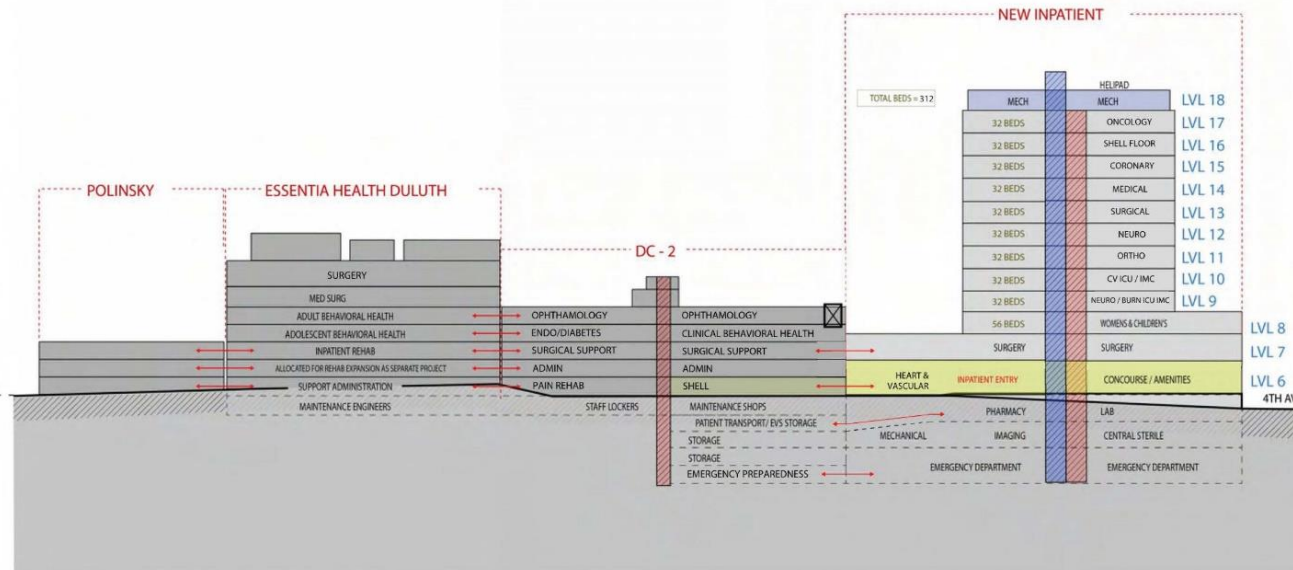 NEW INPATIENT
HELIPAD
TOTAL BEDS = 312
MECH MECH LVL 18
32 BEDS ONCOLOGY LVL 17
32 BEDS SHELL FLOOR LVL 16
32 BEDS CORONARY LVL 15
32 BEDS MEDICAL LVL 14
32 BEDS SURGICAL LVL 13
32 BEDS NEURO LVL 12
32 BEDS ORTHO LVL 11
32 BEDS CV ICU / IMC LVL 10
32 BEDS NEURO / BURN ICU IMC LVL 9
56 BEDS WOMENS & CHILDREN'S LVL 8
SURGERY SURGERY LVL 7
HEART & VASCULAR INPATIENT ENTRY CONCOURSE / AMENITIES LVL 6
4TH AV
PHARMACY LAB
MECHANICAL IMAGING CENTRAL STERILE
EMERGENCY DEPARTMENT EMERGENCY DEPARTMENT
POLINSKY
ESSENTIA HEALTH DULUTH
SURGERY
MED SURG
ADULT BEHAVIORAL HEALTH
ADOLESCENT BEHAVIORAL HEALTH
INPATIENT REHAB
ALLOCATED FOR REHAB EXPANSION AS SEPARATE PROJECT
SUPPORT ADMINISTRATION
MAINTENANCE ENGINEERS
DC - 2
OPHTHAMOLOGY OPHTHAMOLOGY
ENDO/DIABETES CLINICAL BEHAVIORAL HEALTH
SURGICAL SUPPORT SURGICAL SUPPORT
ADMIN ADMIN
PAIN REHAB SHELL
STAFF LOCKERS MAINTENANCE SHOPS
PATIENT TRANSPORT/ EVS STORAGE
STORAGE
STORAGE
EMERGENCY PREPAREDNESS